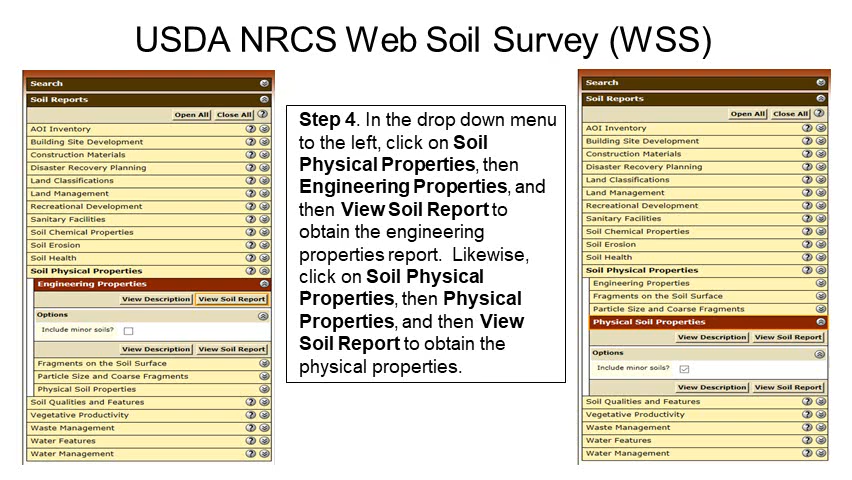 USDA NRCS Web Soil Survey (WSS)
Search
Soil Reports
Open All Close All
AOI Inventory
Building Site Development
Construction Materials
Disaster Recovery Planning
Land Classifications
Land Management
Recreational Development
Sanitary Facilities
Soil Chemical Properties
Soil Erosion
Soil Health
Soil Physical Properties
Engineering Properties
View Description View Soil Report
Options
Include minor soils?
View Description View Soil Report
Fragments on the Soil Surface
Particle Size and Coarse Fragments
Physical Soil Properties
Soil Qualities and Features
Vegetative Productivity
Waste Management
Water Features
Water Management
Step 4. In the drop down menu
to the left, click on Soil
Physical Properties, then
Engineering Properties, and
then View Soil Report to
obtain the engineering
properties report. Likewise,
click on Soil Physical
Properties, then Physical
Properties, and then View
Soil Report to obtain the
physical properties.
Search
Soil Reports
Open All Close All
AOI Inventory
Building Site Development
Construction Materials
Disaster Recovery Planning
Land Classifications
Land Management
Recreational Development
Sanitary Facilities
Soil Chemical Properties
Soil Erosion
Soil Health
Soil Physical Properties
Engineering Properties
Fragments on the Soil Surface
Particle Size and Coarse Fragments
Physical Soil Properties
View Description View Soil Report
Options
Include minor soils?
View Description View Soil Report
Soil Qualities and Features
Vegetative Productivity
Waste Management
Water Features
Water Management